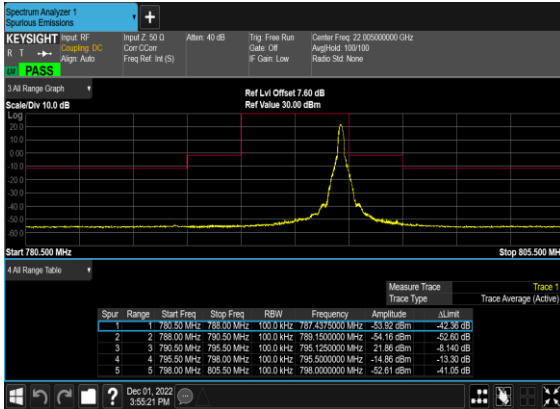 Spectrum Analyzer 1
Spurious Emissions
KEYSIGHT
R T
Input: RF
Coupling: DC
Align: Auto
Input Z: 50 Ω
Corr CCorr
Freq Ref: Int (S)
Atten: 40 dB
Trig: Free Run
Gate: Off
IF Gain: Low
Center Freq: 22.005000000 GHz
Avg|Hold: 100/100
Radio Std: None
PASS
3 All Range Graph
Scale/Div 10.0 dB
Ref Lvl Offset 7.60 dB
Ref Value 30.00 dBm
Log
20.0
10.0
0.00
-10.0
-20.0
-30.0
-40.0
-50.0
-60.0
Start 780.500 MHz
Stop 805.500 MH
4 All Range Table
Measure Trace Trace 1
Trace Type Trace Average (Active)
Spur Range Start Freq Stop Freq RBW Frequency Amplitude ΔLimit
1 1 780.50 MHz 788.00 MHz 100.0 kHz 787.4375000 MHz -53.92 dBm -42.36 dB
2 2 788.00 MHz 790.50 MHz 100.0 kHz 789.1500000 MHz -54.16 dBm -52.60 dB
3 3 790.50 MHz 795.50 MHz 100.0 kHz 795.1250000 MHz 21.86 dBm -8.140 dB
4 4 795.50 MHz 798.00 MHz 100.0 kHz 795.5000000 MHz -14.86 dBm -13.30 dB
5 5 798.00 MHz 805.50 MHz 100.0 kHz 798.0000000 MHz -52.61 dBm -41.05 dB
Dec 01, 2022
3:55:21 PM